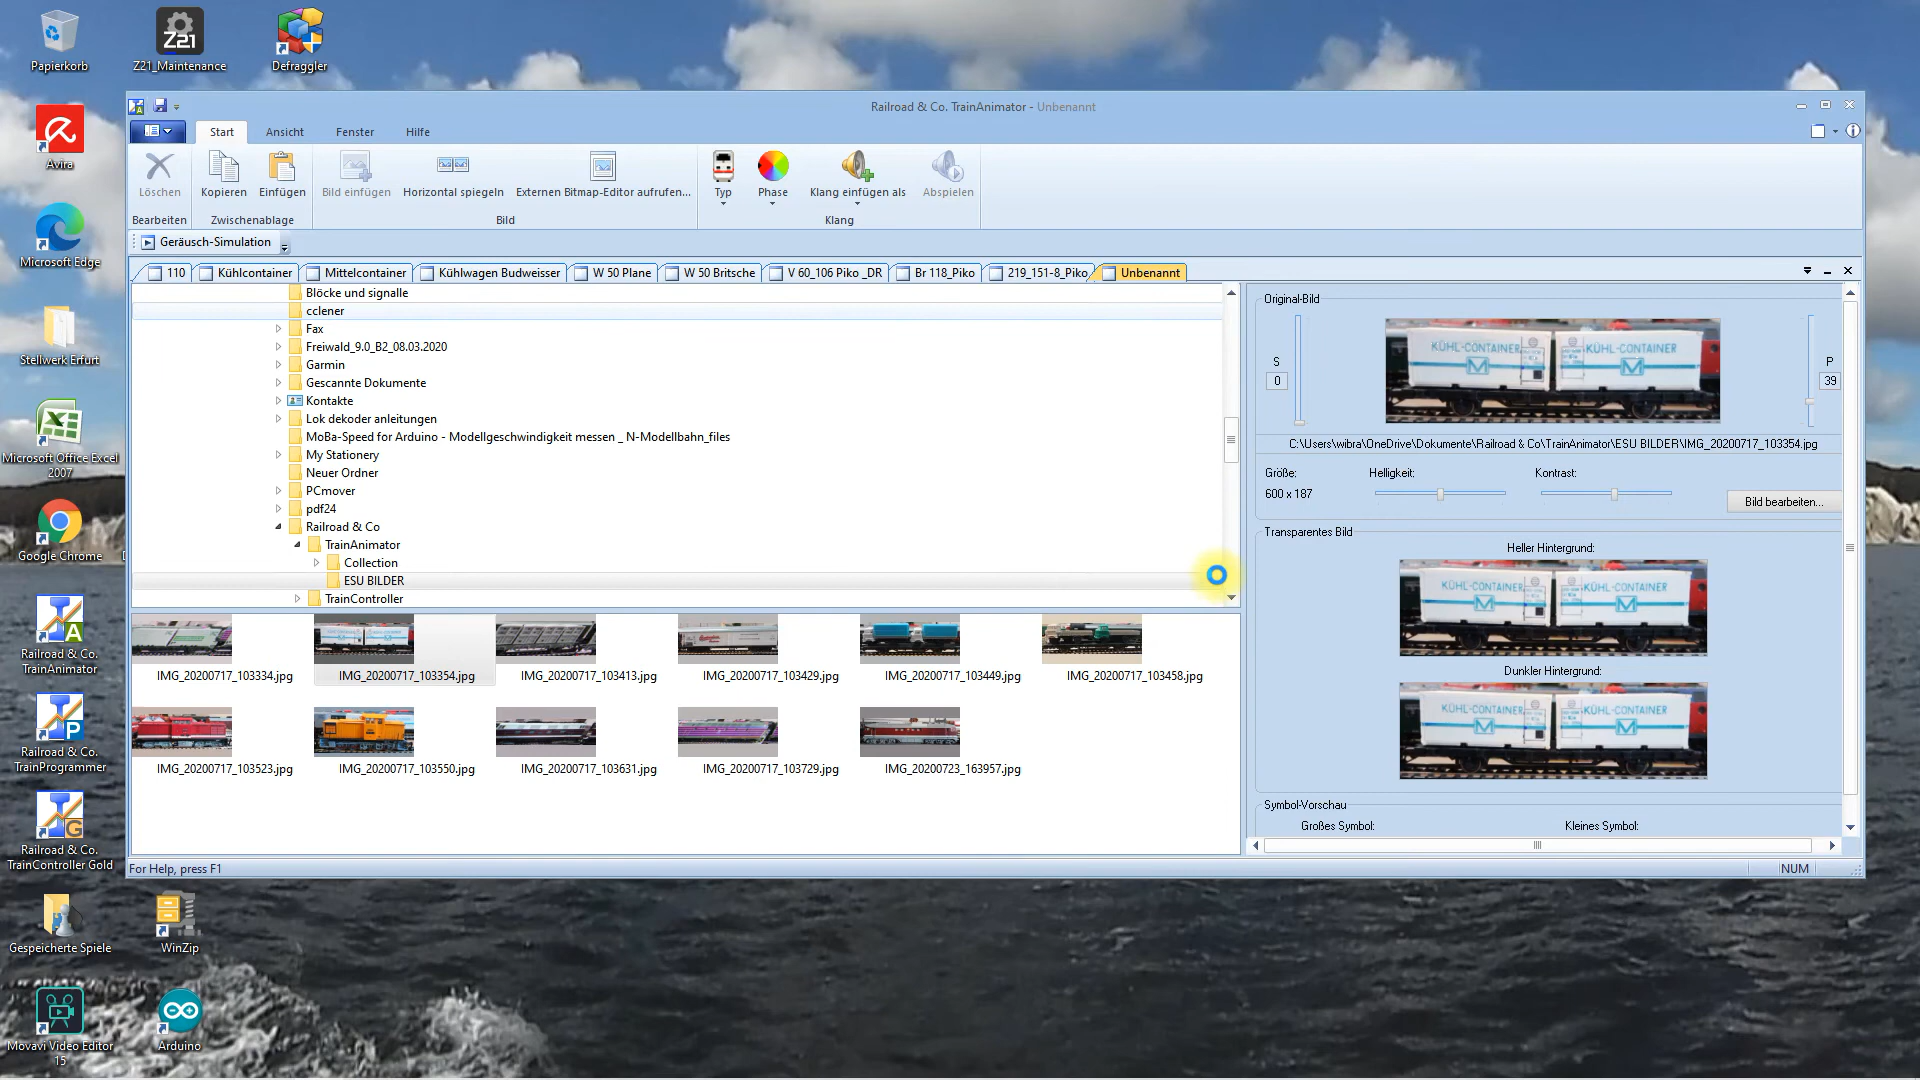 Papierkorb
Z21
Z21_Maintenance
Defraggler
Avira
Microsoft Edge
Stellwerk Erfurt
Microsoft Office Excel
2007
Google Chrome
Railroad & Co.
TrainAnimator
Railroad & Co.
TrainProgrammer
Railroad & Co.
TrainController Gold
Gespeicherte Spiele
WinZip
Movavi Video Editor
15
Arduino
Railroad & Co. TrainAnimator - Unbenannt
Start
Ansicht
Fenster
Hilfe
Löschen
Kopieren
Einfügen
Bild einfügen
Horizontal spiegeln
Externen Bitmap-Editor aufrufen...
Typ
Phase
Klang einfügen als
Abspielen
Bearbeiten
Zwischenablage
Bild
Klang
Geräusch-Simulation
110
Kühlcontainer
Mittelcontainer
Kühlwagen Budweisser
W 50 Plane
W 50 Britsche
V 60_106 Piko _DR
Br 118_Piko
219_151-8_Piko
Unbenannt
Blöcke und signalle
cclener
Fax
Freiwald_9.0_B2_08.03.2020
Garmin
Gescannte Dokumente
Kontakte
Lok dekoder anleitungen
MoBa-Speed for Arduino - Modellgeschwindigkeit messen _ N-Modellbahn_files
My Stationery
Neuer Ordner
PCmover
pdf24
Railroad & Co
TrainAnimator
Collection
ESU BILDER
TrainController
IMG_20200717_103334.jpg
IMG_20200717_103354.jpg
IMG_20200717_103413.jpg
IMG_20200717_103429.jpg
IMG_20200717_103449.jpg
IMG_20200717_103458.jpg
IMG_20200717_103523.jpg
IMG_20200717_103550.jpg
IMG_20200717_103631.jpg
IMG_20200717_103729.jpg
IMG_20200723_163957.jpg
Original-Bild
S
0
KÜHL-CONTAINER
KÜHL-CONTAINER
P
39
C:\Users\wibra\OneDrive\Dokumente\Railroad & Co\TrainAnimator\ESU BILDER\IMG_20200717_103354.jpg
Größe:
Helligkeit:
Kontrast:
600 x 187
Bild bearbeiten...
Transparentes Bild
Heller Hintergrund:
KÜHL-CONTAINER
KÜHL-CONTAINER
Dunkler Hintergrund:
KÜHL-CONTAINER
KÜHL-CONTAINER
Symbol-Vorschau
Großes Symbol:
Kleines Symbol:
For Help, press F1
NUM